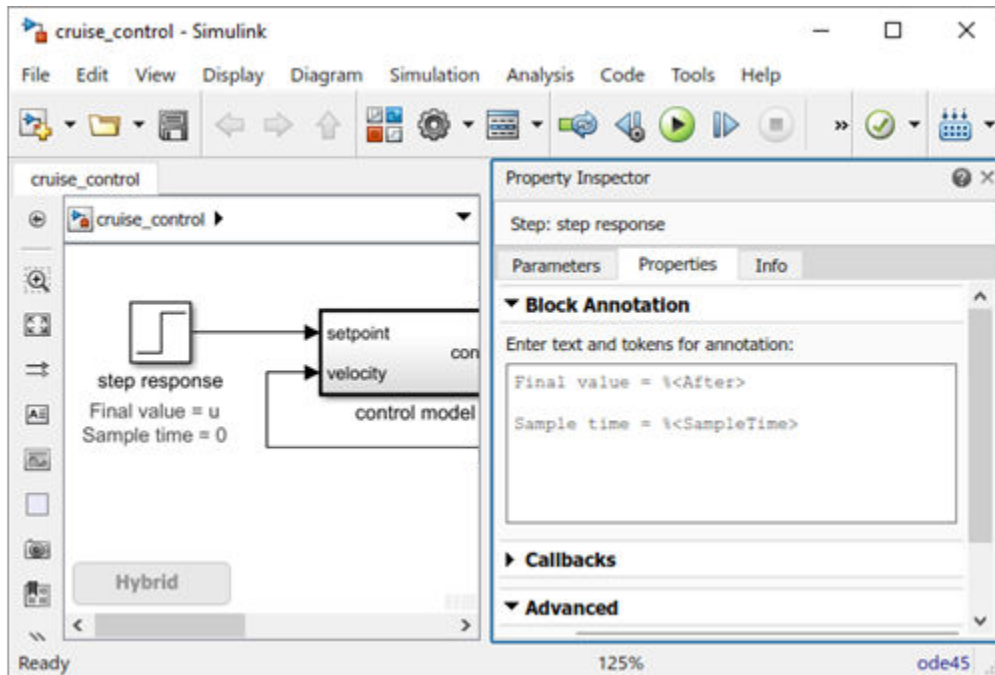 cruise_control - Simulink
File Edit View Display Diagram Simulation Analysis Code Tools Help
cruise_control
cruise_control
setpoint
velocity
con
step response
control model
Final value = u
Sample time = 0
Hybrid
Property Inspector
Step: step response
Parameters Properties Info
Block Annotation
Enter text and tokens for annotation:
Final value = %<After>
Sample time = %<SampleTime>
Callbacks
Advanced
Ready 125% ode45